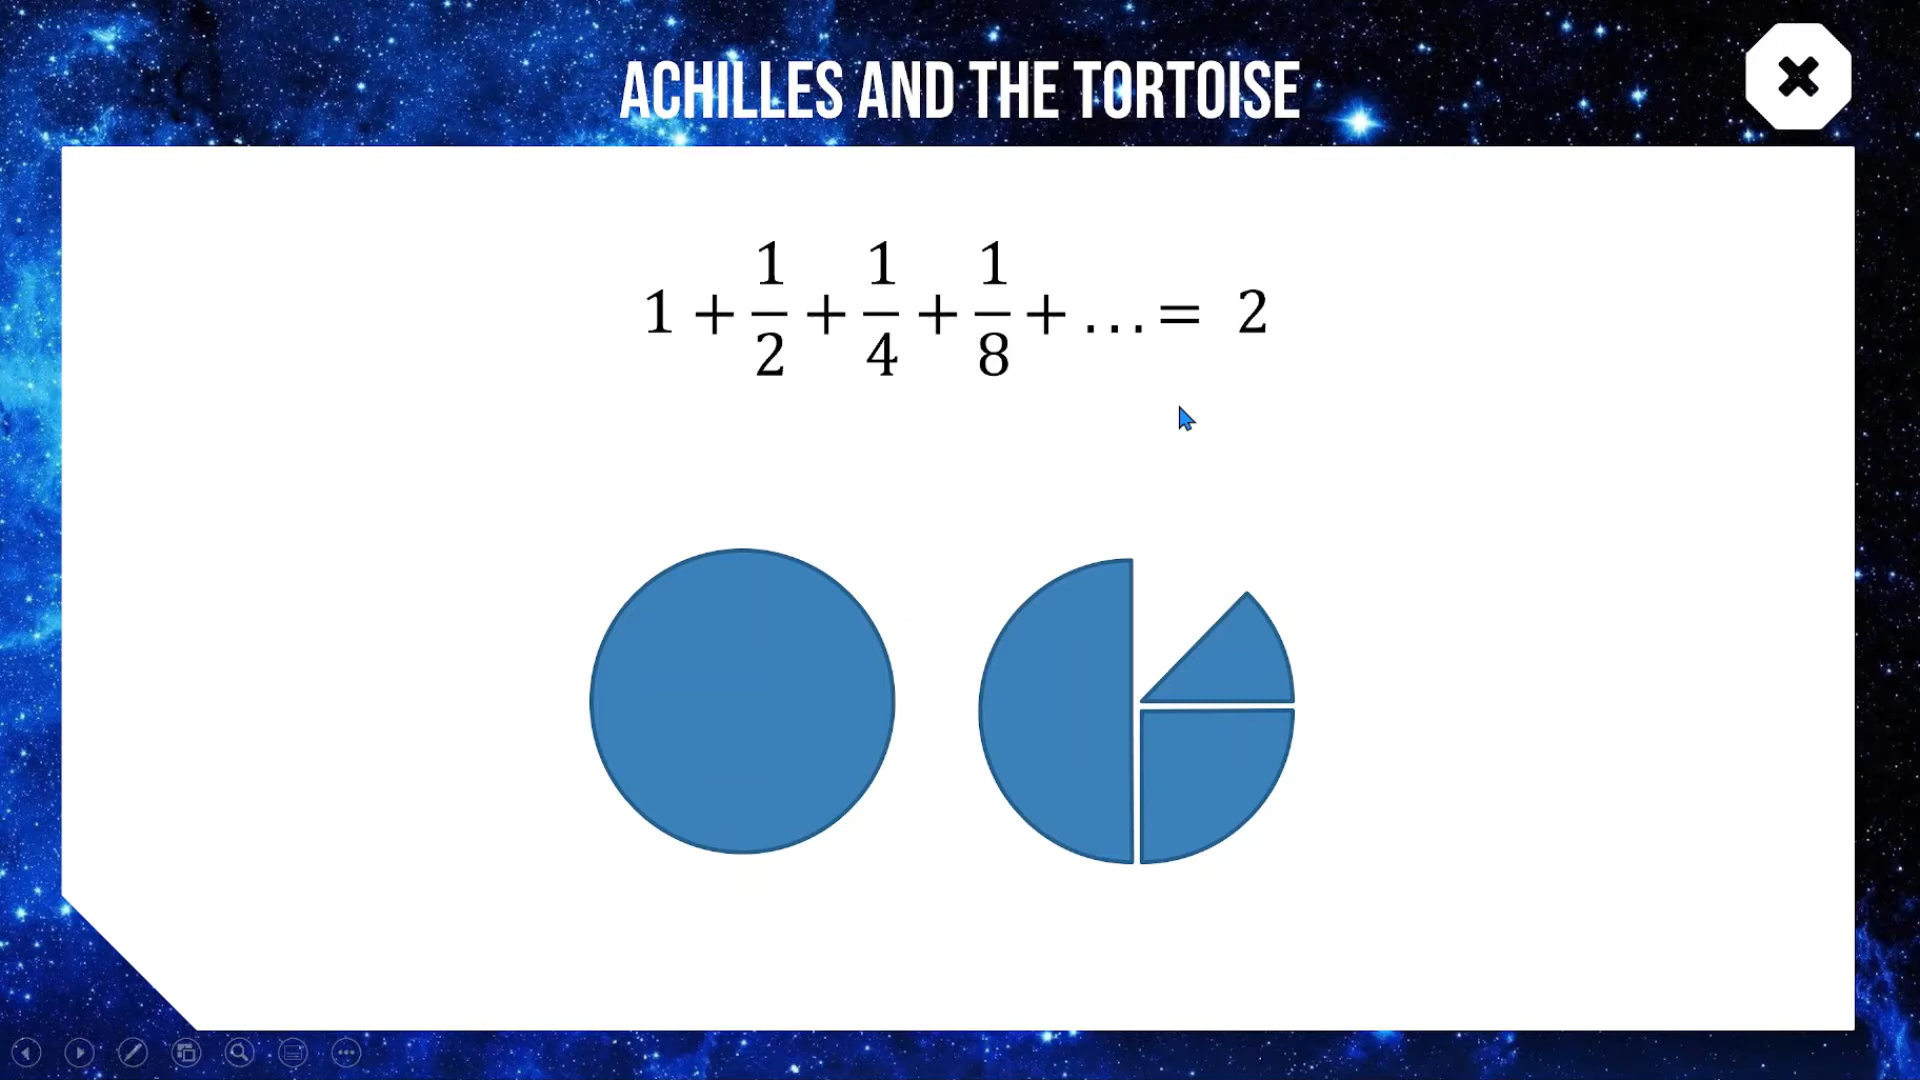 ACHILLES AND THE TORTOISE
1 + 1/2 + 1/4 + 1/8 + ... = 2